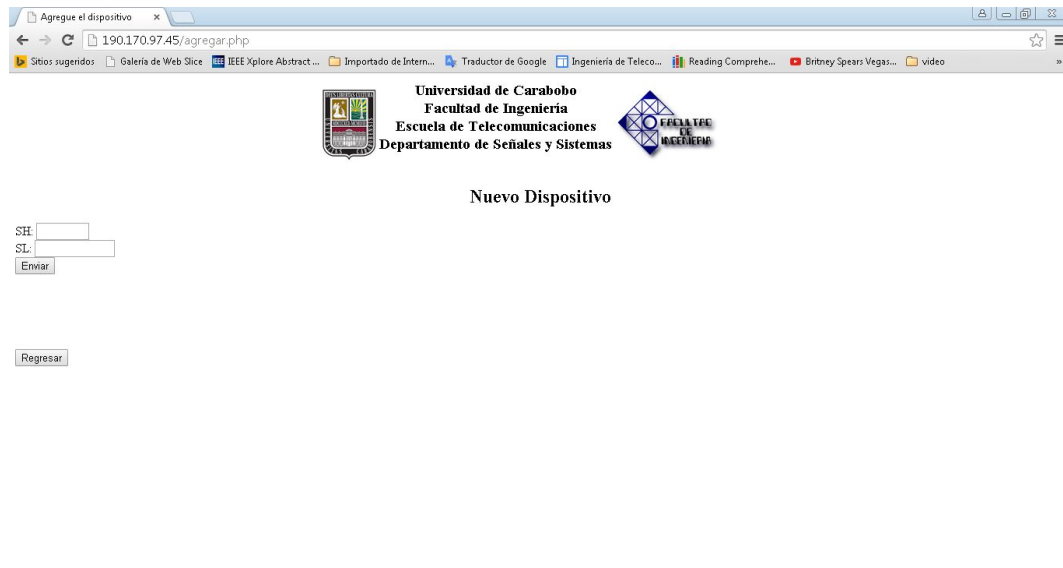 Agregue el dispositivo
190.170.97.45/agregar.php
Sitios sugeridos Galería de Web Slice IEEE IEEE Xplore Abstract ... Importado de Intern... Traductor de Google Ingeniería de Teleco... Reading Comprehe... Britney Spears Vegas... video »
Universidad de Carabobo
Facultad de Ingeniería
Escuela de Telecomunicaciones
Departamento de Señales y Sistemas
FACULTAD
DE
INGENIERIA
Nuevo Dispositivo
SH:
SL:
Enviar
Regresar